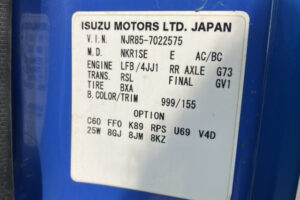 ISUZU MOTORS LTD. JAPAN
V.I.N. NJR85-7022575
M.D. NKR1SE E AC/BC
ENGINE LFB/4JJ1 RR AXLE G73
TRANS. RSL FINAL GV1
TIRE BXA
B.COLOR/TRIM 999/155
OPTION
C60 FF0 K89 RPS U69 V4D
25W 8GJ 8JM 8KZ